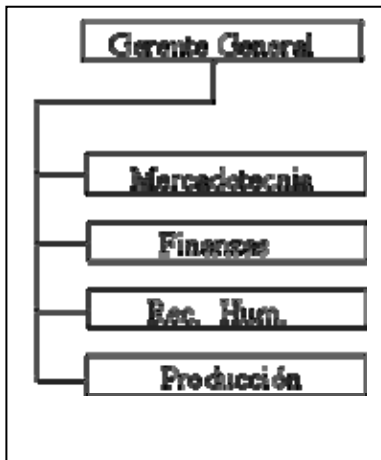 Gerente General
Mercadotecnia
Finanzas
Rec. Hum.
Producción